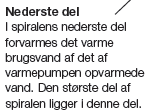 Nederste del
I spiralens nederste del
forvarmes det varme
brugsvand af det af
varmepumpen opvarmede
vand. Den største del af
spiralen ligger i denne del.